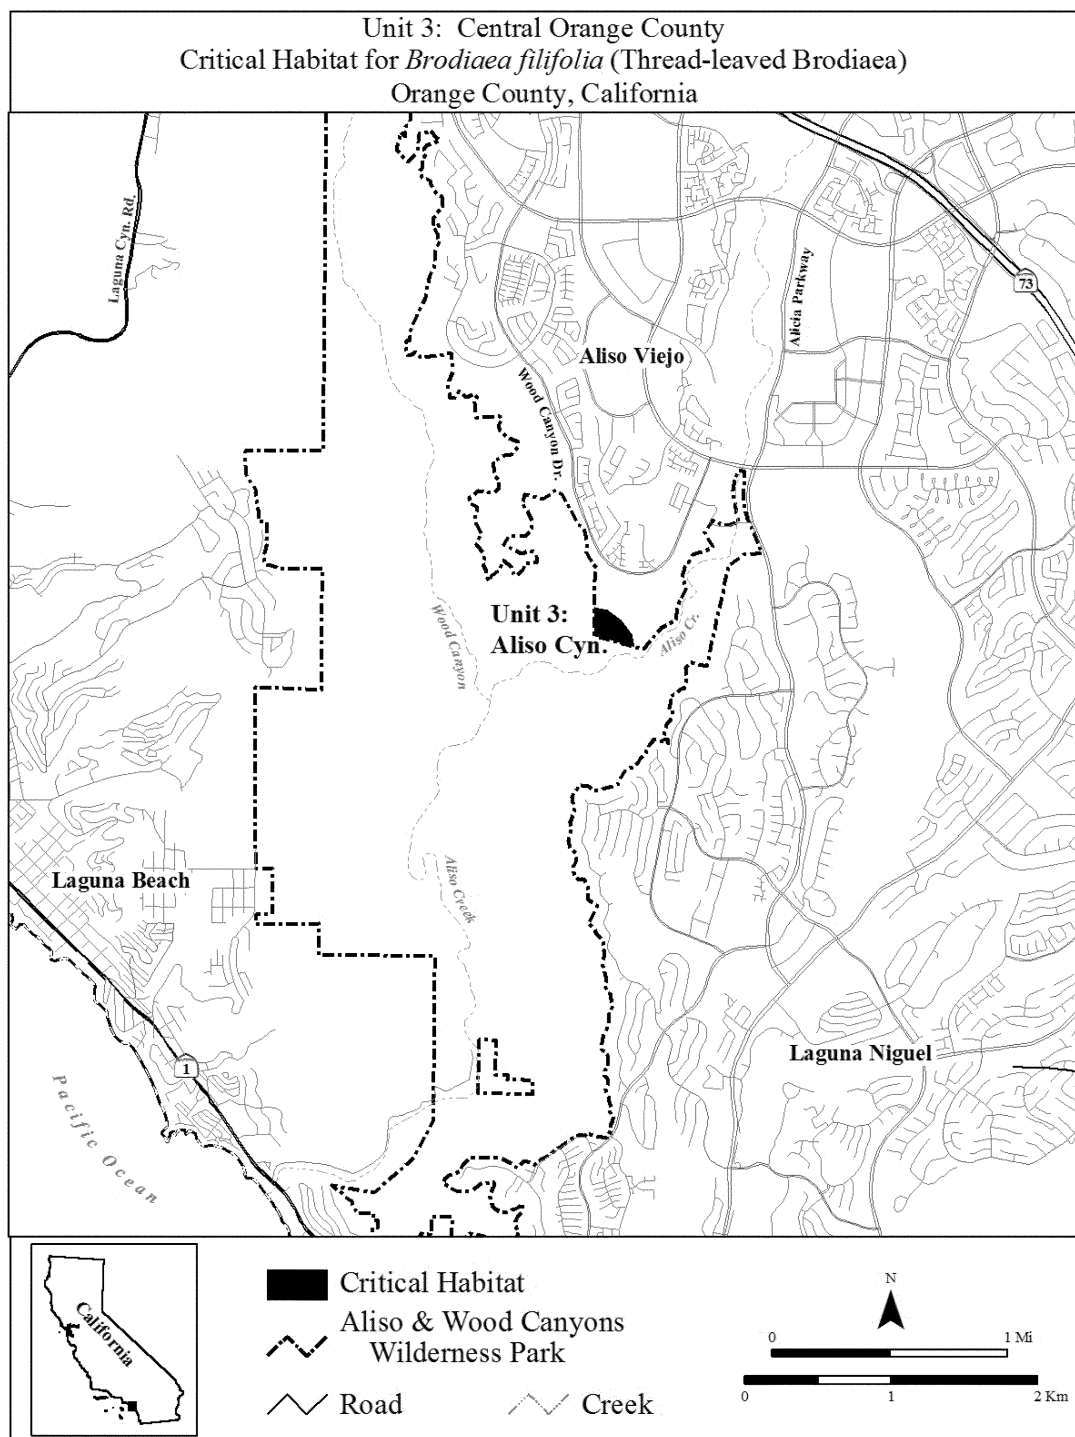 Unit 3: Central Orange County
Critical Habitat for Brodiaea filifolia (Thread-leaved Brodiaea)
Orange County, California
Laguna Cyn. Rd.
73
Alicia Parkway
Aliso Viejo
Wood Canyon Dr.
Unit 3:
Aliso Cyn.
Aliso Cr.
Wood Canyon
Laguna Beach
Aliso Creek
Laguna Niguel
1
Pacific Ocean
California
Critical Habitat
Aliso & Wood Canyons
Wilderness Park
Road
Creek
N
0 1 Mi
0 1 2 Km